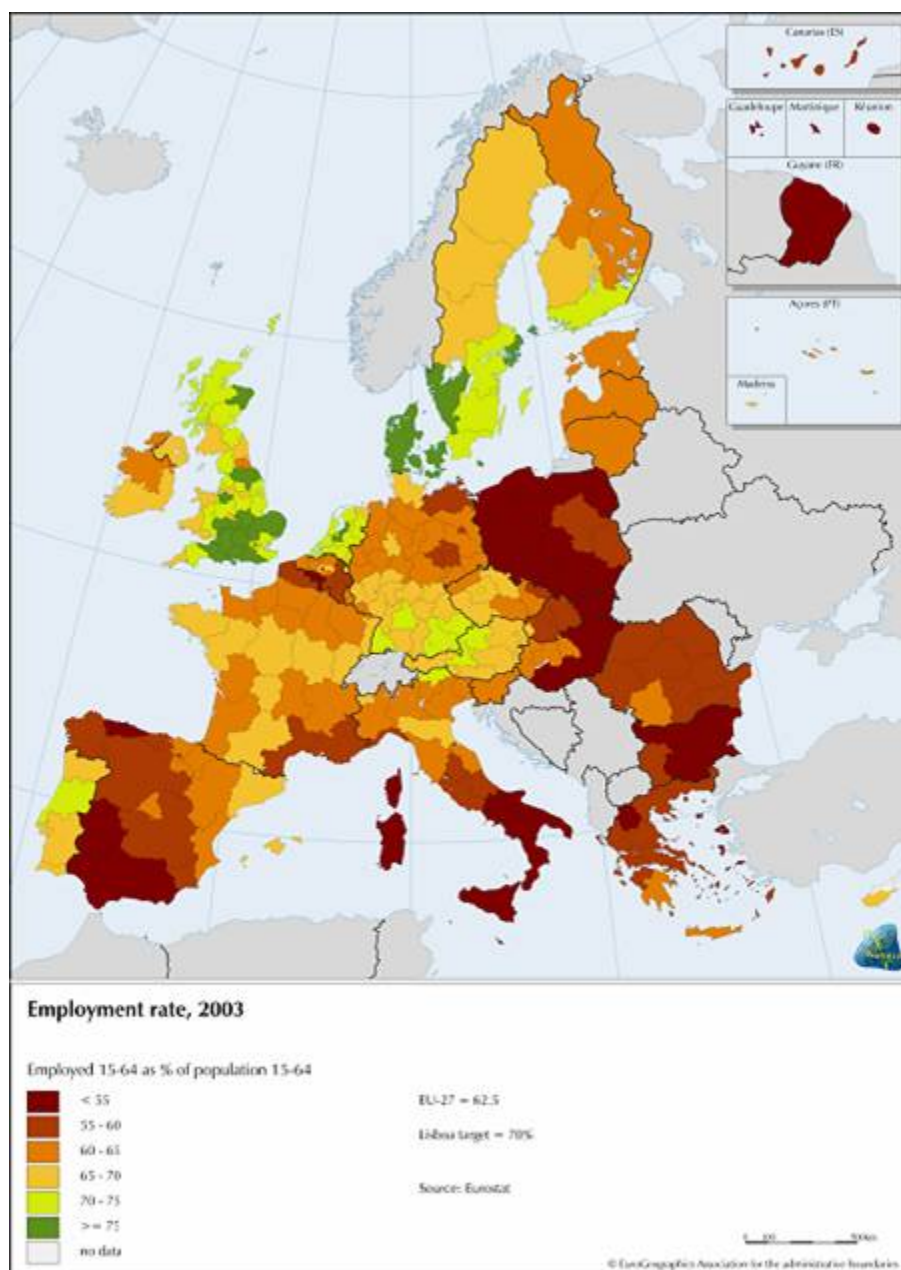 Canarias (ES)
Guadeloupe Martinique Réunion
Guyane (FR)
Açores (PT)
Madeira
Employment rate, 2003
Employed 15-64 as % of population 15-64
< 55
55 - 60
60 - 65
65 - 70
70 - 75
>= 75
no data
EU-27 = 62.5
Lisboa target = 70%
Source: Eurostat
© EuroGeographics Association for the administrative boundaries